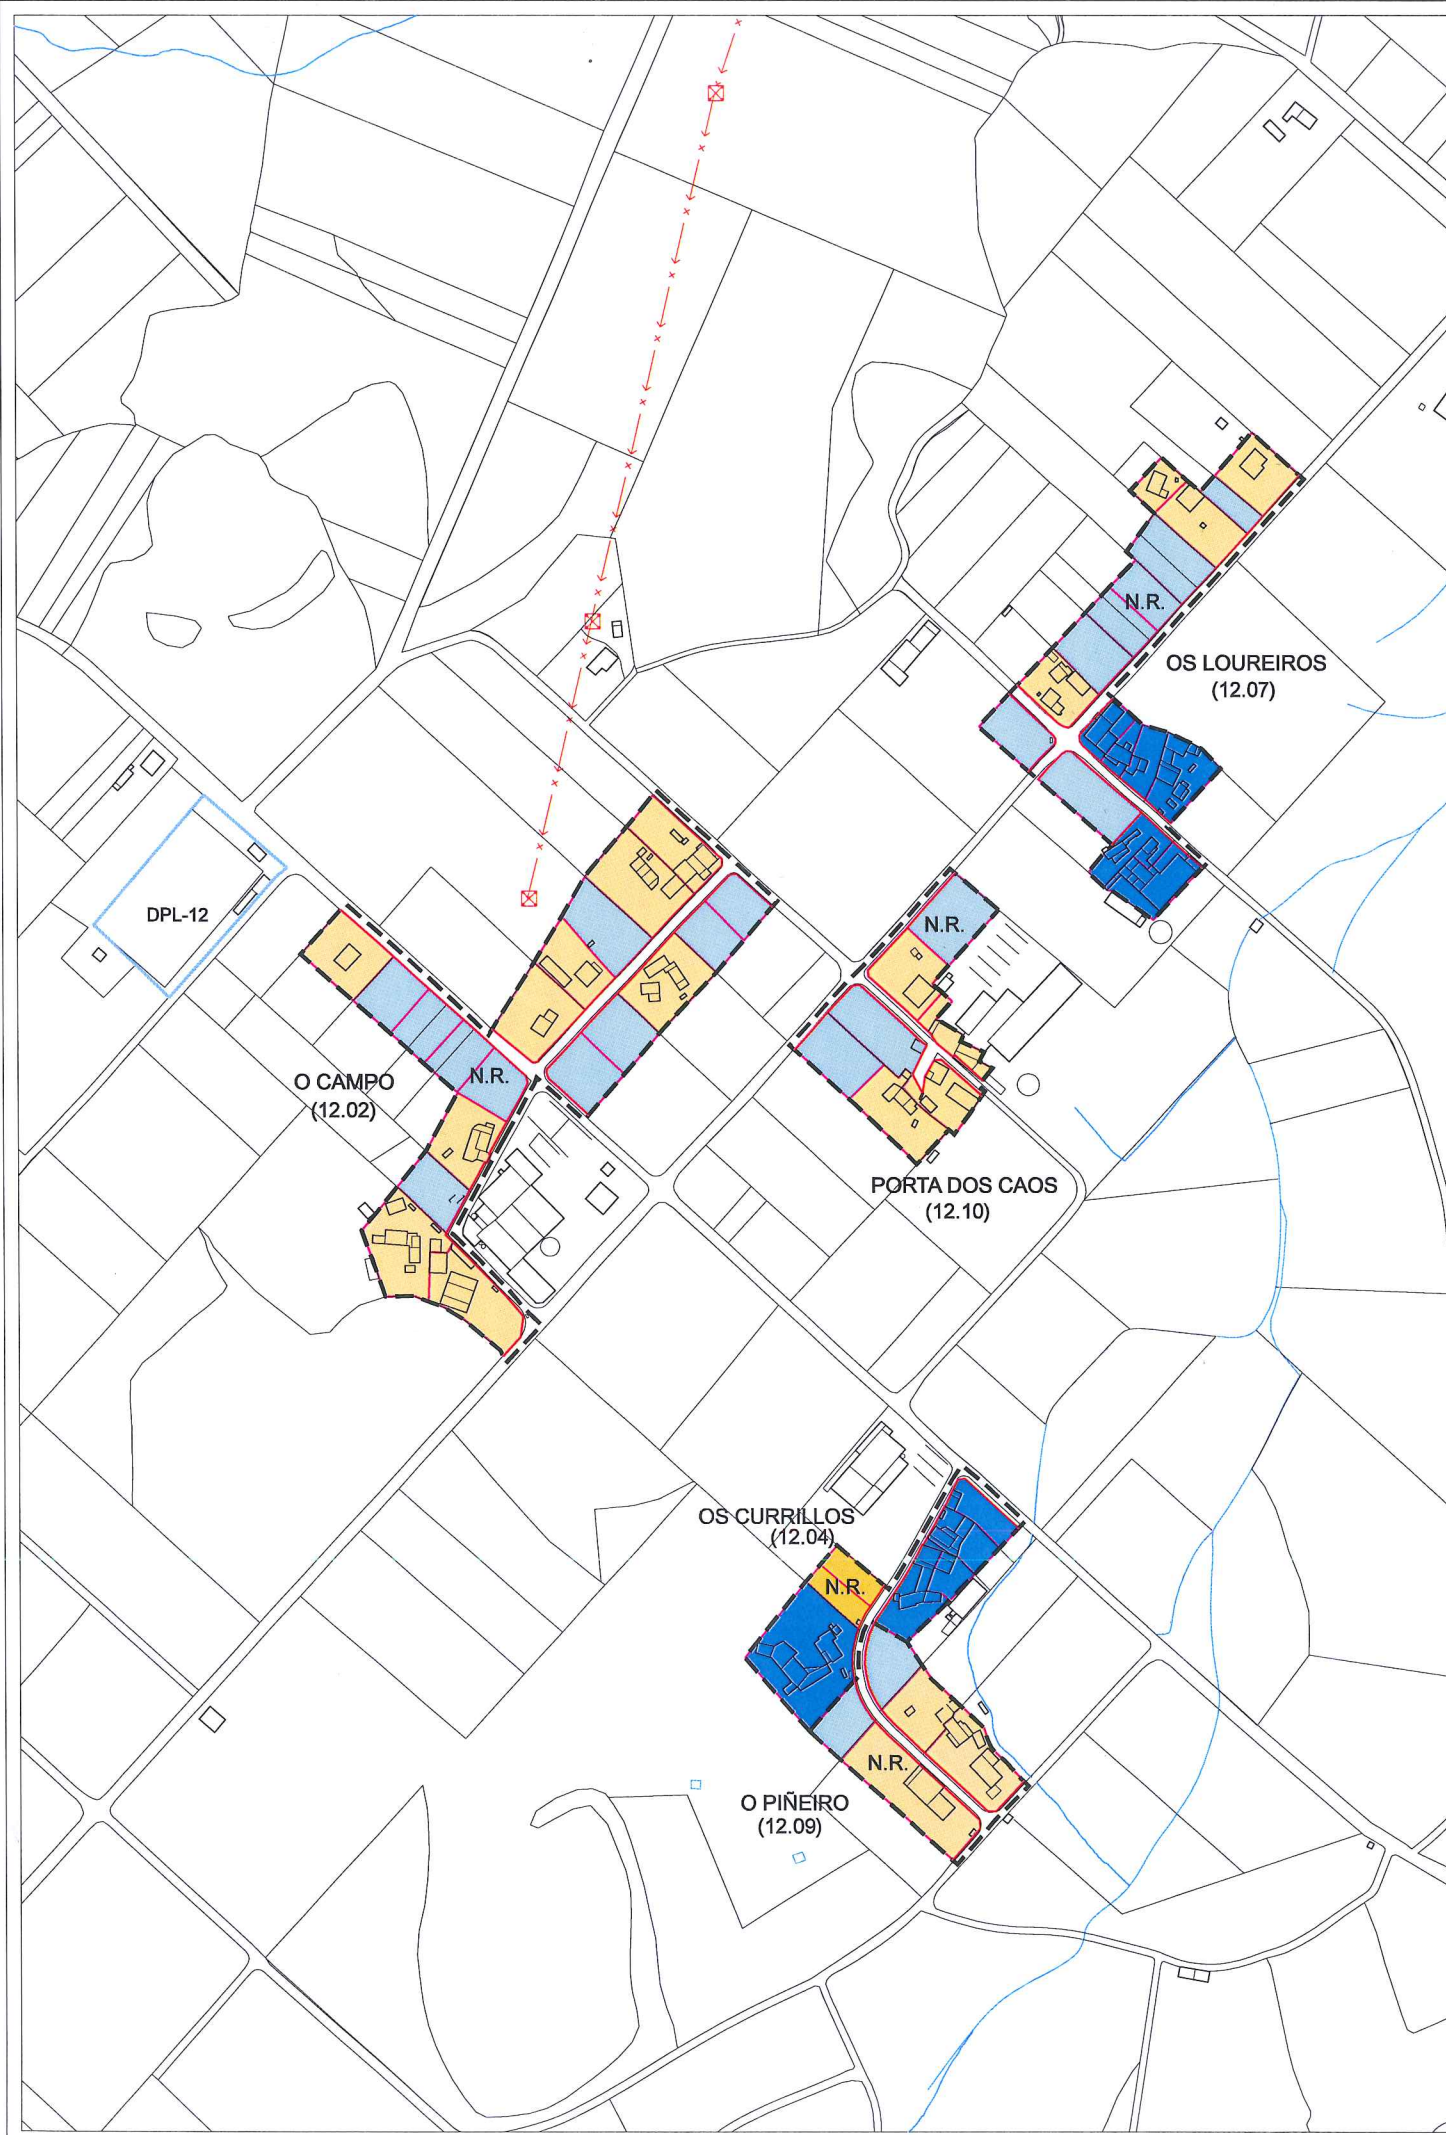 N.R.
OS LOUREIROS
(12.07)
DPL-12
N.R.
O CAMPO
(12.02)
N.R.
PORTA DOS CAOS
(12.10)
OS CURRILLOS
(12.04)
N.R.
N.R.
O PIÑEIRO
(12.09)